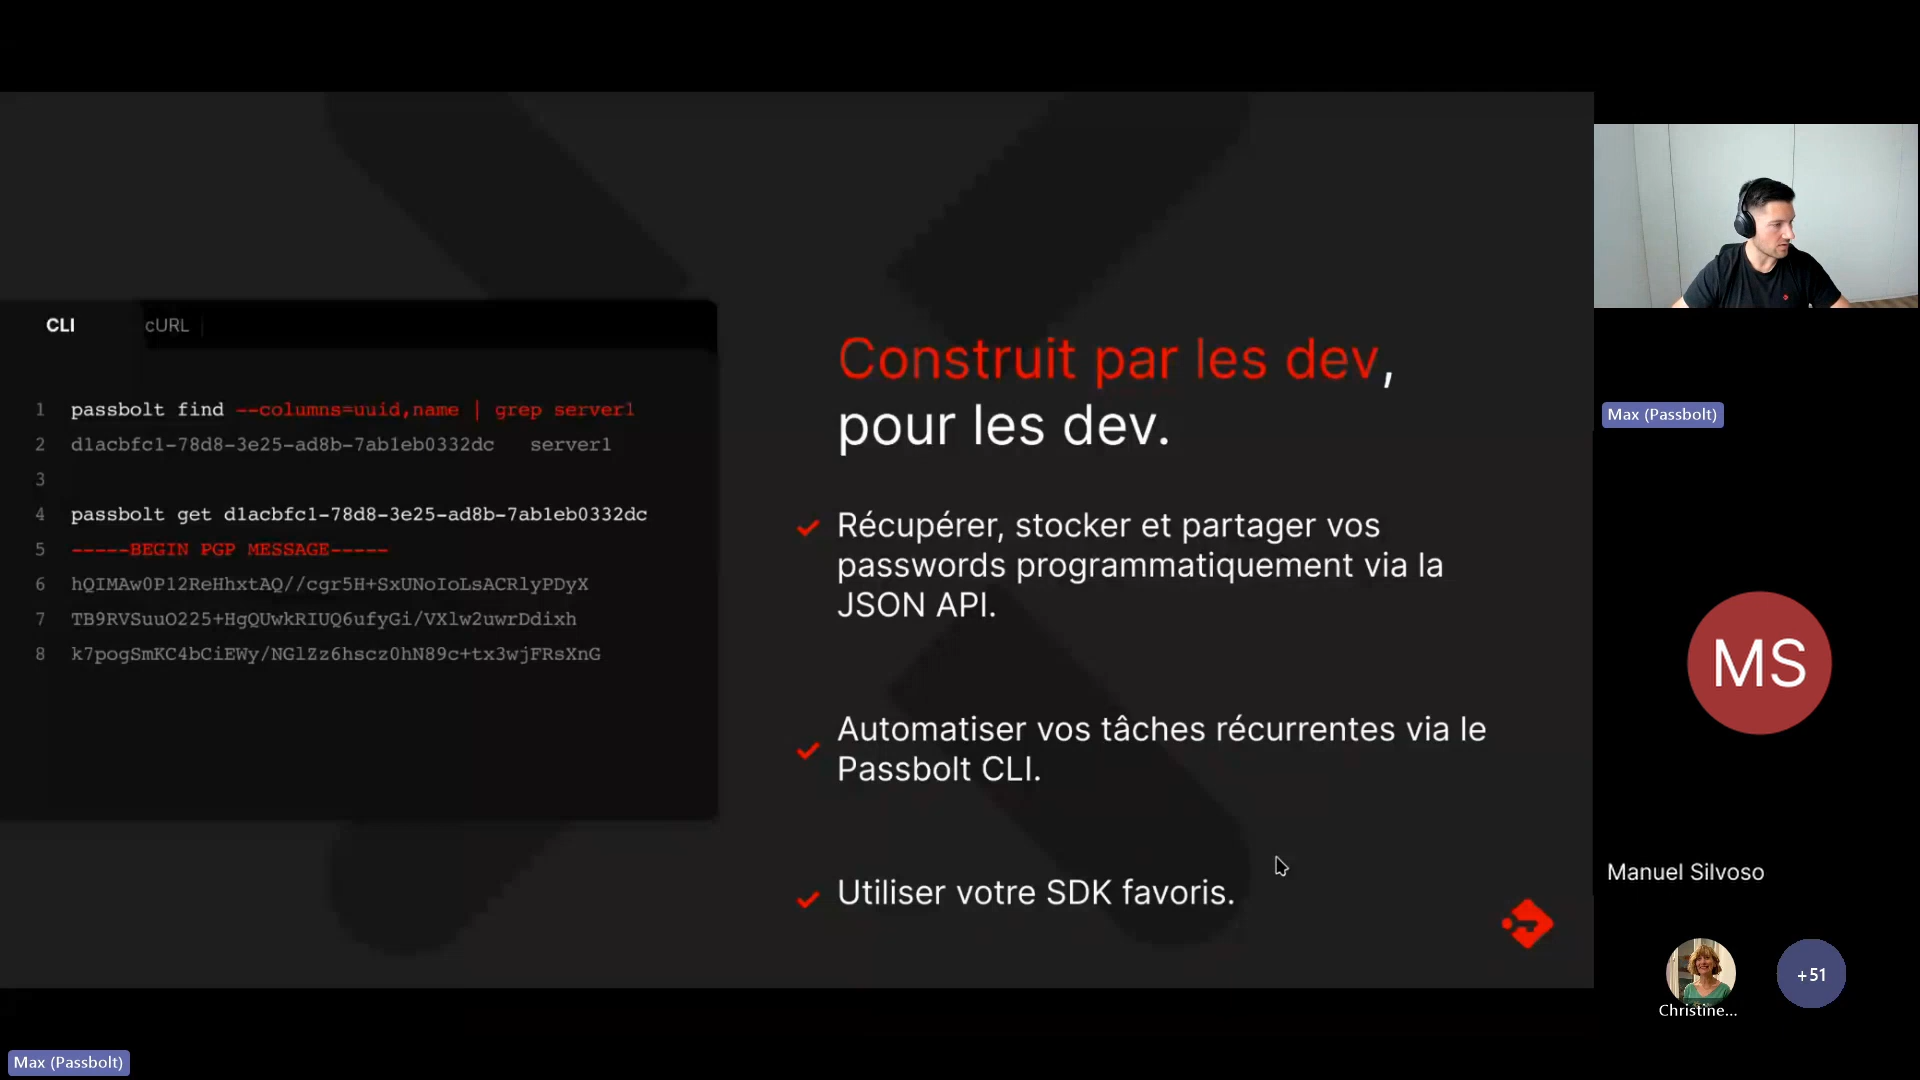 CLI
cURL
1 passbolt find --columns=uuid,name | grep server1
2 d1acbfc1-78d8-3e25-ad8b-7ab1eb0332dc server1
3
4 passbolt get d1acbfc1-78d8-3e25-ad8b-7ab1eb0332dc
5 -----BEGIN PGP MESSAGE-----
6 hQIMAw0P12ReHhxtAQ//cgr5H+SxUNoIoLsACRlyPDyX
7 TB9RVSuuO225+HgQUwkRIUQ6ufyGi/VXlw2uwrDdixh
8 k7pogSmKC4bCiEWy/NGlZz6hscz0hN89c+tx3wjFRsXnG
Construit par les dev,
pour les dev.
Récupérer, stocker et partager vos
passwords programmatiquement via la
JSON API.
Automatiser vos tâches récurrentes via le
Passbolt CLI.
Utiliser votre SDK favoris.
Max (Passbolt)
MS
Manuel Silvoso
Christine...
+51
Max (Passbolt)